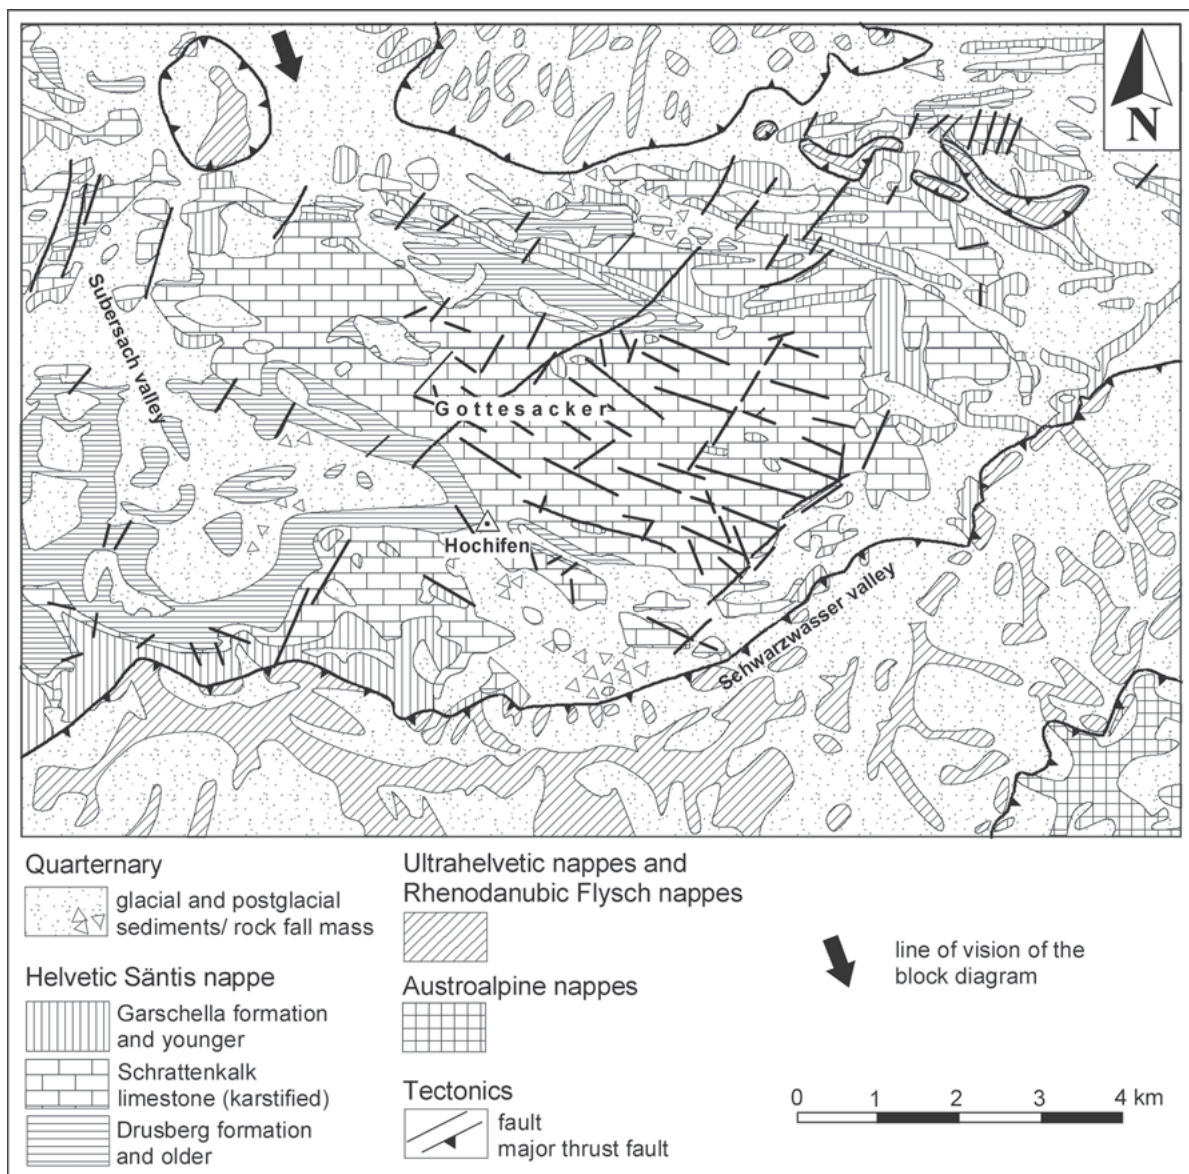 N
Subersach valley
Gottesacker
Hochifen
Schwarzwasser valley
Quarternary
glacial and postglacial
sediments/ rock fall mass
Helvetic Säntis nappe
Garschella formation
and younger
Schrattenkalk
limestone (karstified)
Drusberg formation
and older
Ultrahelvetic nappes and
Rhenodanubic Flysch nappes
Austroalpine nappes
Tectonics
fault
major thrust fault
line of vision of the
block diagram
0 1 2 3 4 km